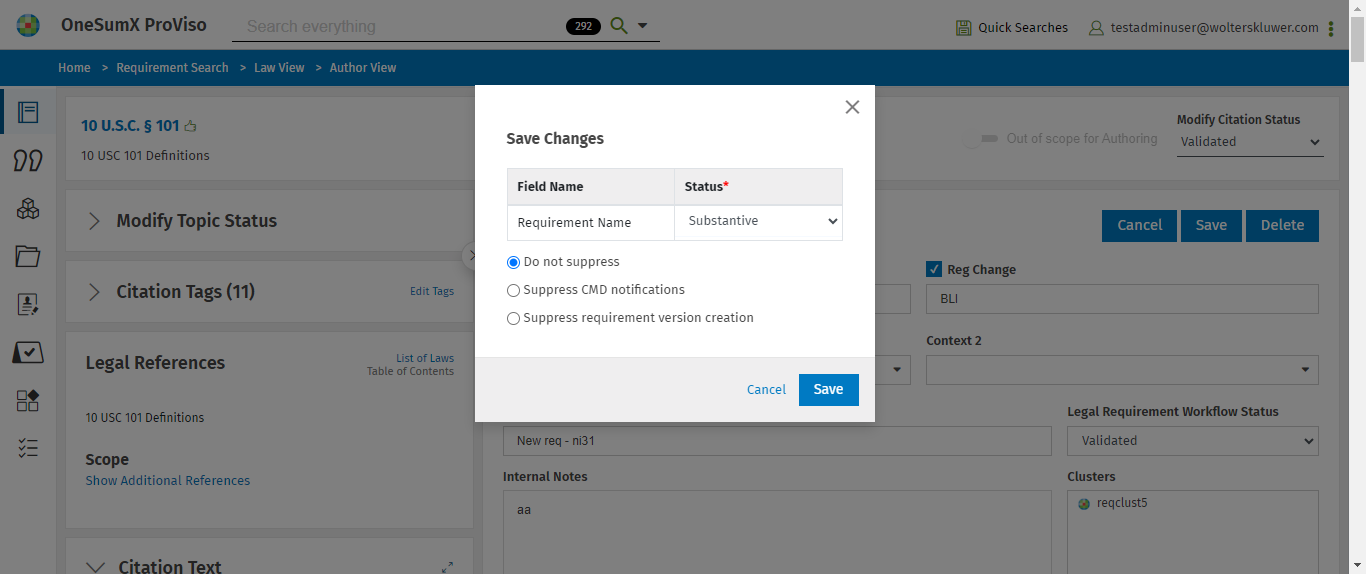 OneSumX ProViso
Search everything
292
Quick Searches
testadminuser@wolterskluwer.com
Home > Requirement Search > Law View > Author View
10 U.S.C. § 101
10 USC 101 Definitions
Out of scope for Authoring
Modify Citation Status
Validated
Modify Topic Status
Citation Tags (11)
Edit Tags
Legal References
List of Laws
Table of Contents
10 USC 101 Definitions
Scope
Show Additional References
Citation Text
Save Changes
Field Name
Status*
Requirement Name
Substantive
Do not suppress
Suppress CMD notifications
Suppress requirement version creation
Cancel
Save
Cancel
Save
Delete
Reg Change
BLI
Context 2
Legal Requirement Workflow Status
New req - ni31
Validated
Internal Notes
Clusters
aa
reqclust5